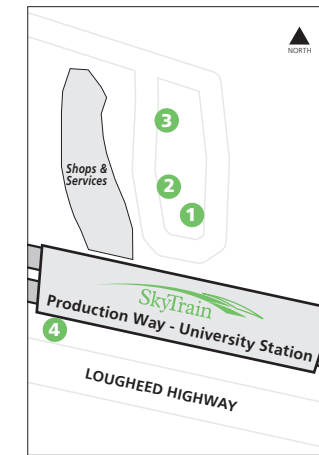 NORTH
3
Shops &
Services
2
1
SkyTrain
Production Way - University Station
4
LOUGHEED HIGHWAY